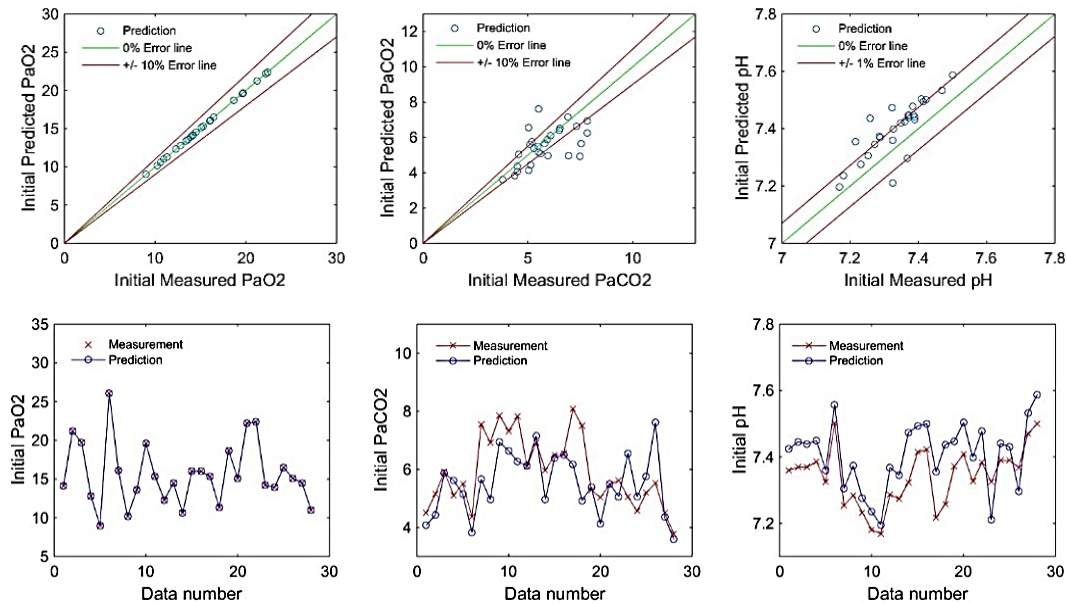 Initial Predicted PaO2
30
25
20
15
10
5
0
Prediction
0% Error line
+/- 10% Error line
0 10 20 30
Initial Measured PaO2
Initial Predicted PaCO2
14
12
10
8
6
4
2
0
Prediction
0% Error line
+/- 10% Error line
0 5 10
Initial Measured PaCO2
Initial Predicted pH
7.8
7.6
7.4
7.2
7
Prediction
0% Error line
+/- 1% Error line
7 7.2 7.4 7.6 7.8
Initial Measured pH
Initial PaO2
35
30
25
20
15
10
5
Measurement
Prediction
0 10 20 30
Data number
Initial PaCO2
10
8
6
4
Measurement
Prediction
0 10 20 30
Data number
Initial pH
7.8
7.6
7.4
7.2
Measurement
Prediction
0 10 20 30
Data number